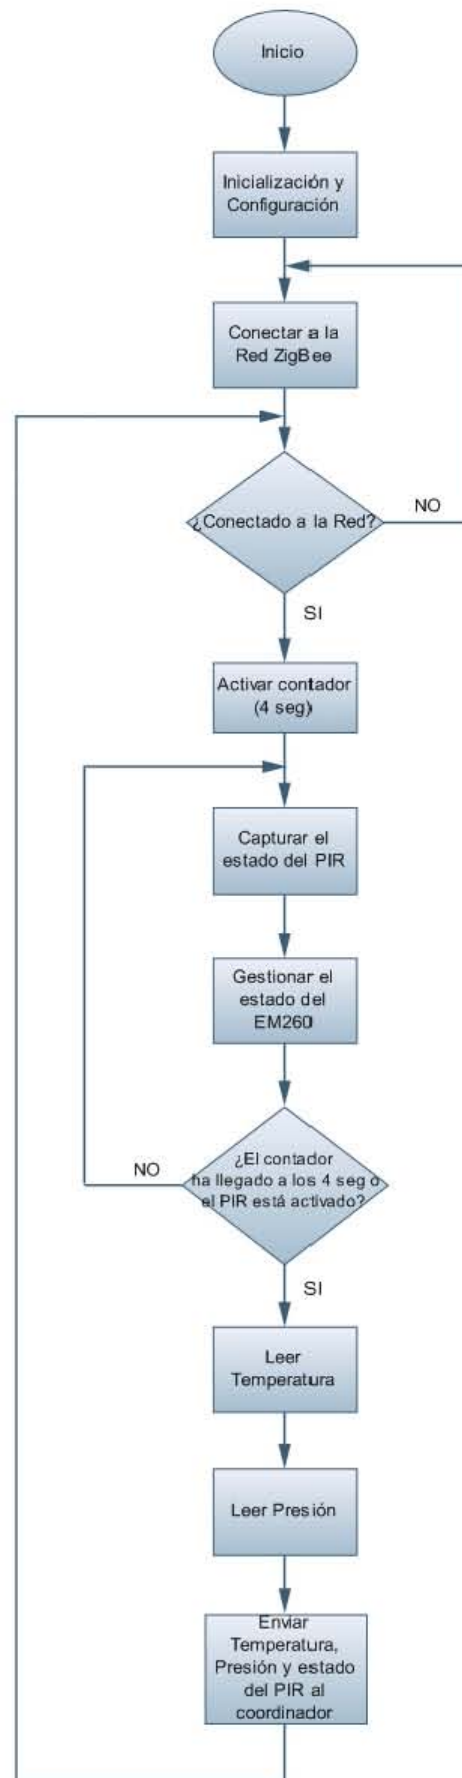 Inicio
Inicialización y
Configuración
Conectar a la
Red ZigBee
¿Conectado a la Red?
NO
SI
Activar contador
(4 seg)
Capturar el
estado del PIR
Gestionar el
estado del
EM260
¿El contador
ha llegado a los 4 seg o
el PIR está activado?
NO
SI
Leer
Temperatura
Leer Presión
Enviar
Temperatura,
Presión y estado
del PIR al
coordinador